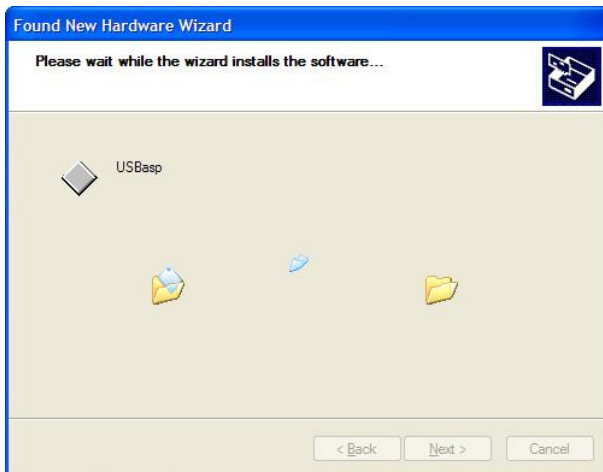 Found New Hardware Wizard
Please wait while the wizard installs the software...
USBasp
< Back
Next >
Cancel